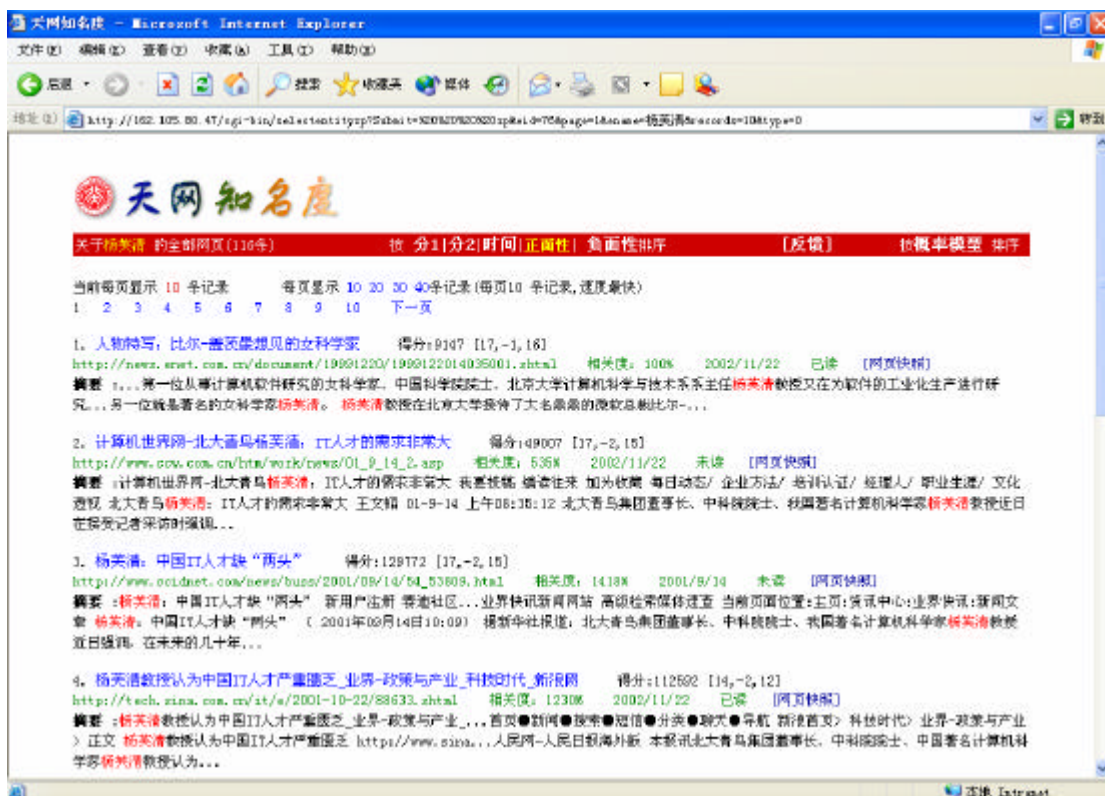 天网知名度 - Microsoft Internet Explorer
文件(F) 编辑(E) 查看(V) 收藏(A) 工具(T) 帮助(H)
后退 搜索 收藏夹 媒体
地址(D) http://162.105.80.47/cgi-bin/selectentityzp?Submit=%20%20%20%20zp&eid=76&page=1&ename=杨芙清&records=10&type=0 转到
天网知名度
关于杨芙清 的全部网页(116条) 按 分1|分2|时间|正面性| 负面性排序 [反馈] 按概率模型 排序
当前每页显示 10 条记录 每页显示 10 20 30 40条记录(每页10 条记录,速度最快)
1 2 3 4 5 6 7 8 9 10 下一页
1. 人物特写：比尔-盖茨最想见的女科学家 得分:9147 [17,-1,16]
http://news.enet.com.cn/document/19991220/1999122014035001.shtml 相关度: 100% 2002/11/22 已读 [网页快照]
摘要 :...第一位从事计算机软件研究的女科学家、中国科学院院士、北京大学计算机科学与技术系系主任杨芙清教授又在为软件的工业化生产进行研
究...另一位就是著名的女科学家杨芙清。 杨芙清教授在北京大学接待了大名鼎鼎的微软总裁比尔-...
2. 计算机世界网-北大青鸟杨芙清：IT人才的需求非常大 得分:49007 [17,-2,15]
http://www.ccw.com.cn/htm/work/news/01_9_14_2.asp 相关度: 535% 2002/11/22 未读 [网页快照]
摘要 :计算机世界网-北大青鸟杨芙清：IT人才的需求非常大 我要投稿 编读往来 加为收藏 每日动态/ 企业方法/ 培训认证/ 经理人/ 职业生涯/ 文化
透视 北大青鸟杨芙清：IT人才的需求非常大 王文娟 01-9-14 上午08:35:12 北大青鸟集团董事长、中科院院士、我国著名计算机科学家杨芙清教授近日
在接受记者采访时强调...
3. 杨芙清：中国IT人才缺“两头” 得分:129772 [17,-2,15]
http://www.ccidnet.com/news/buss/2001/09/14/54_53609.html 相关度: 1418% 2001/9/14 未读 [网页快照]
摘要 :杨芙清：中国IT人才缺“两头” 新用户注册 赛迪社区...业界快讯新闻网站 高级检索媒体速查 当前页面位置:主页:资讯中心:业界快讯:新闻文
章 杨芙清：中国IT人才缺“两头” ( 2001年09月14日10:09) 据新华社报道：北大青鸟集团董事长、中科院院士、我国著名计算机科学家杨芙清教授
近日强调，在未来的几十年...
4. 杨芙清教授认为中国IT人才严重匮乏_业界-政策与产业_科技时代_新浪网 得分:112592 [14,-2,12]
http://tech.sina.com.cn/it/e/2001-10-22/88633.shtml 相关度: 1230% 2002/11/22 已读 [网页快照]
摘要 :杨芙清教授认为中国IT人才严重匮乏_业界-政策与产业_...首页●新闻●搜索●短信●分类●聊天●导航 新浪首页> 科技时代> 业界-政策与产业
> 正文 杨芙清教授认为中国IT人才严重匮乏 http://www.sina...人民网-人民日报海外版 本报讯北大青鸟集团董事长、中科院院士、中国著名计算机科
学家杨芙清教授认为...
本地 Intranet